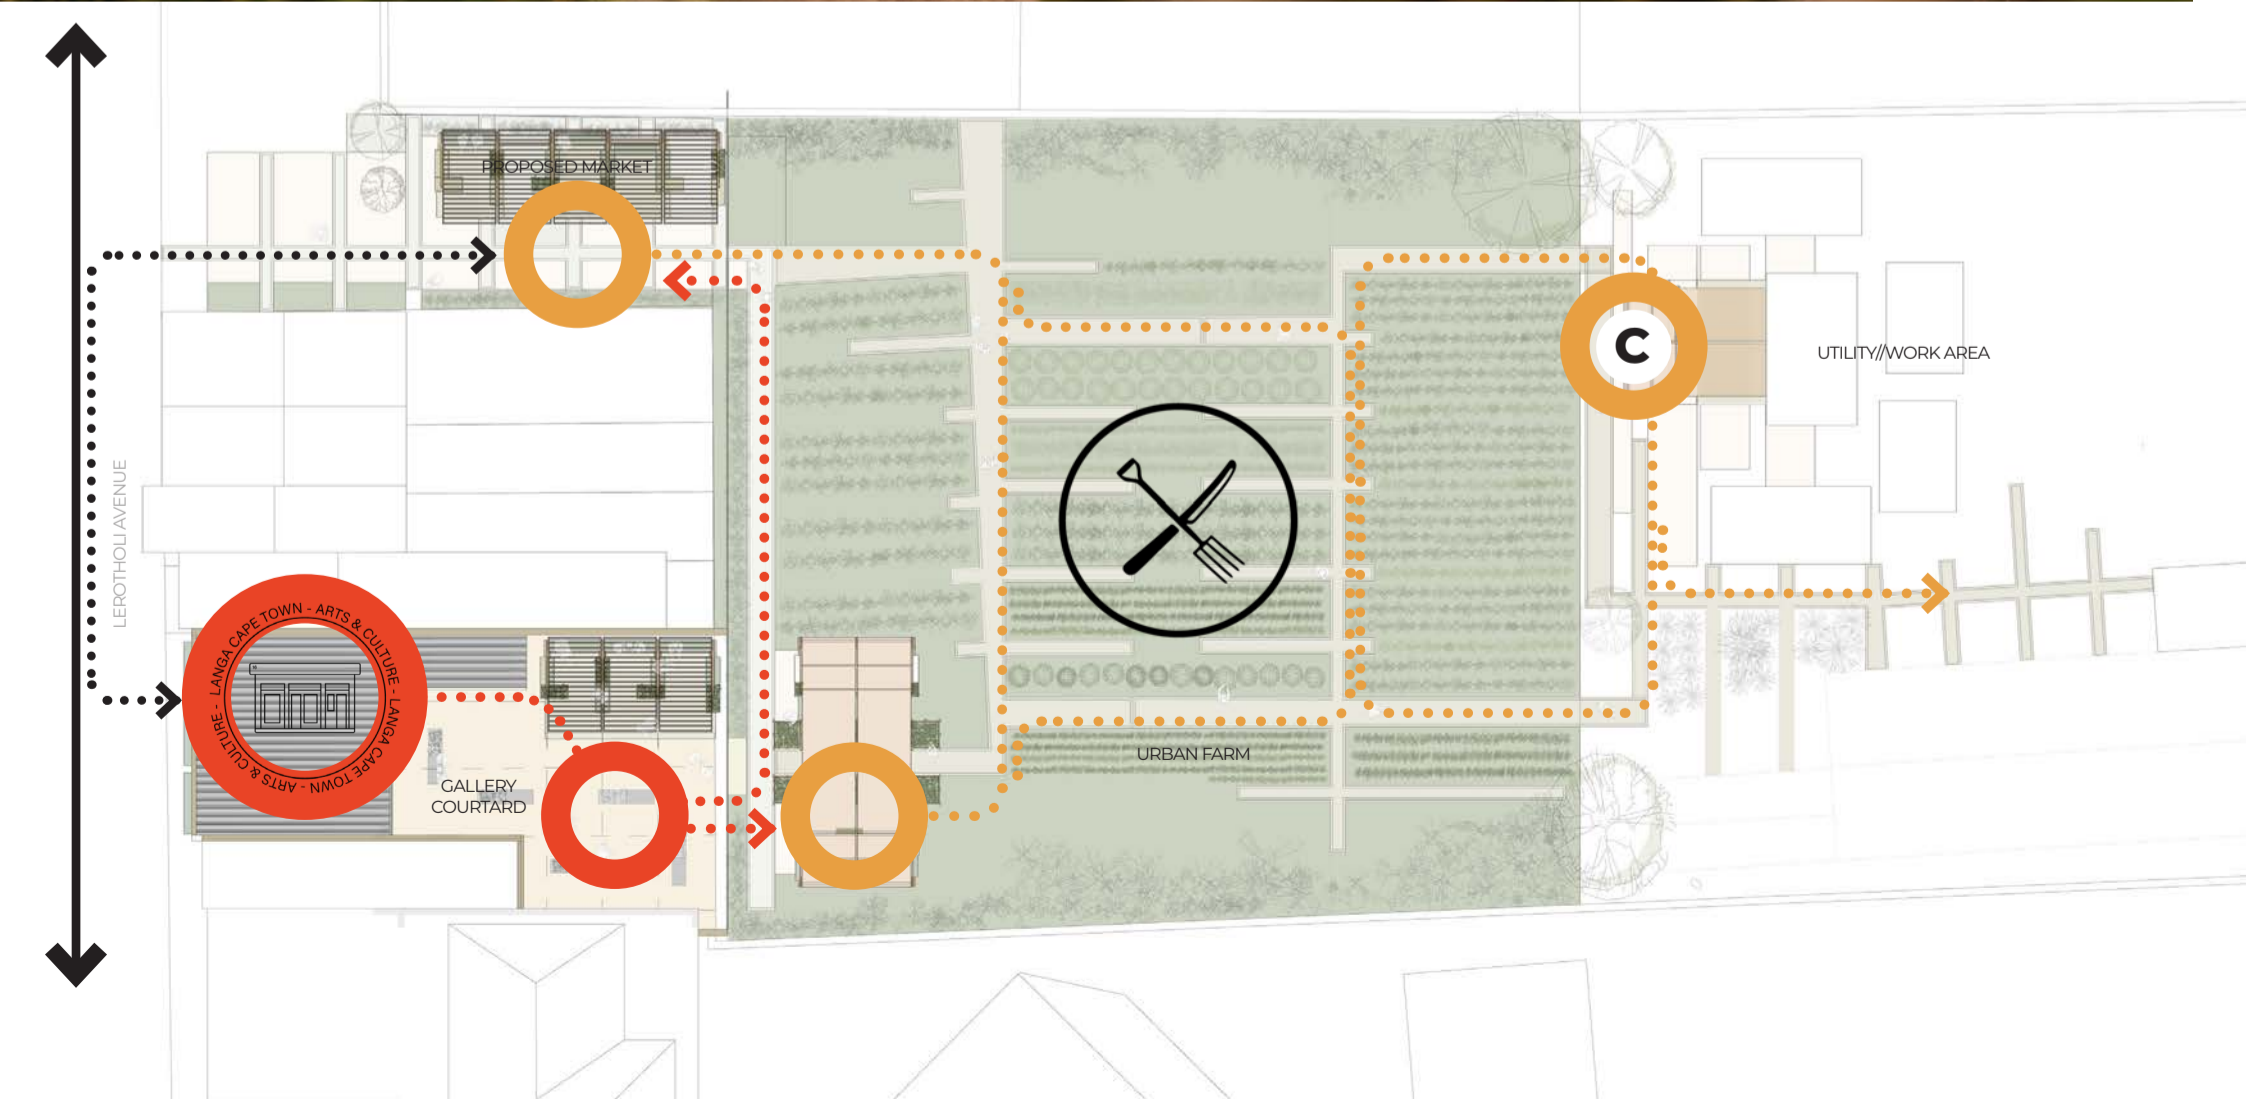 PROPOSED MARKET
C
UTILITY//WORK AREA
LEROTHOLI AVENUE
LANGA CAPE TOWN - ARTS & CULTURE - LANGA CAPE TOWN - ARTS & CULTURE -
URBAN FARM
GALLERY
COURTARD